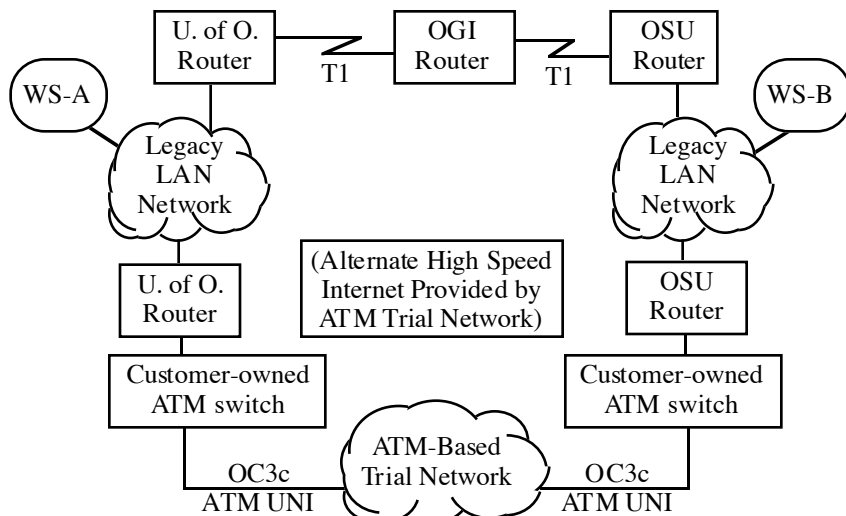 U. of O.
Router
T1
OGI
Router
T1
OSU
Router
WS-A
WS-B
Legacy
LAN
Network
Legacy
LAN
Network
U. of O.
Router
(Alternate High Speed
Internet Provided by
ATM Trial Network)
OSU
Router
Customer-owned
ATM switch
Customer-owned
ATM switch
ATM-Based
Trial Network
OC3c
ATM UNI
OC3c
ATM UNI